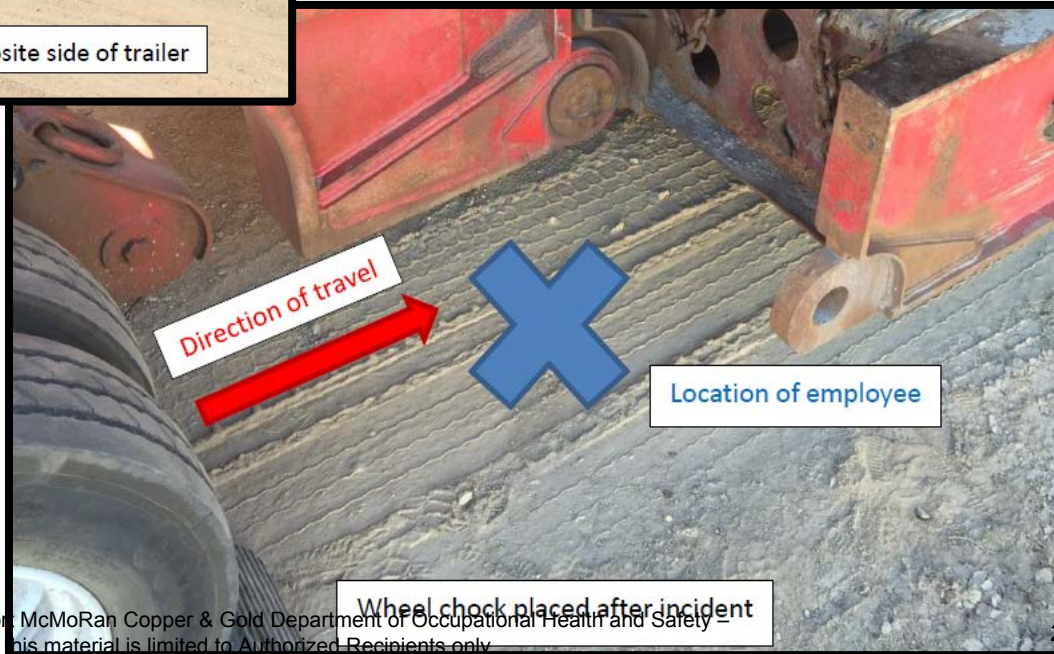 site side of trailer
Direction of travel
Location of employee
Wheel chock placed after incident
McMoRan Copper & Gold Department of Occupational Health and Safety –
his material is limited to Authorized Recipients only